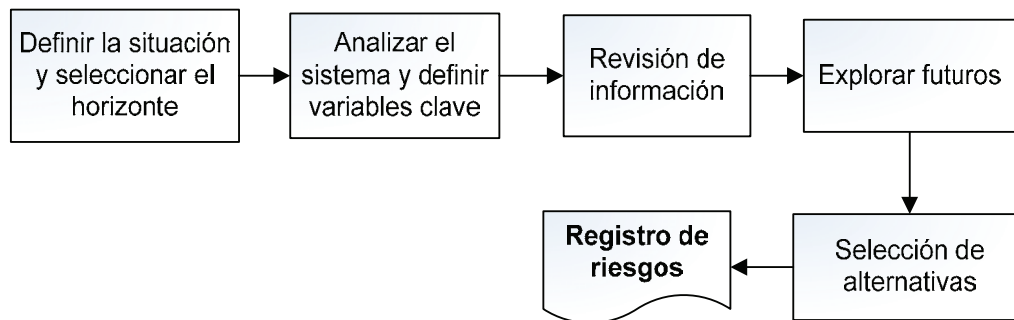 Definir la situación
y seleccionar el
horizonte
Analizar el
sistema y definir
variables clave
Revisión de
información
Explorar futuros
Selección de
alternativas
Registro de
riesgos